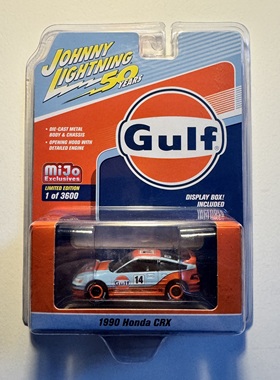 JOHNNY
LIGHTNING
50
YEARS
Gulf
• DIE-CAST METAL
BODY & CHASSIS
• OPENING HOOD WITH
DETAILED ENGINE
MiJo
Exclusives
LIMITED EDITION
1 of 3600
DISPLAY BOX!
INCLUDED
Gulf
14
1990 Honda CRX